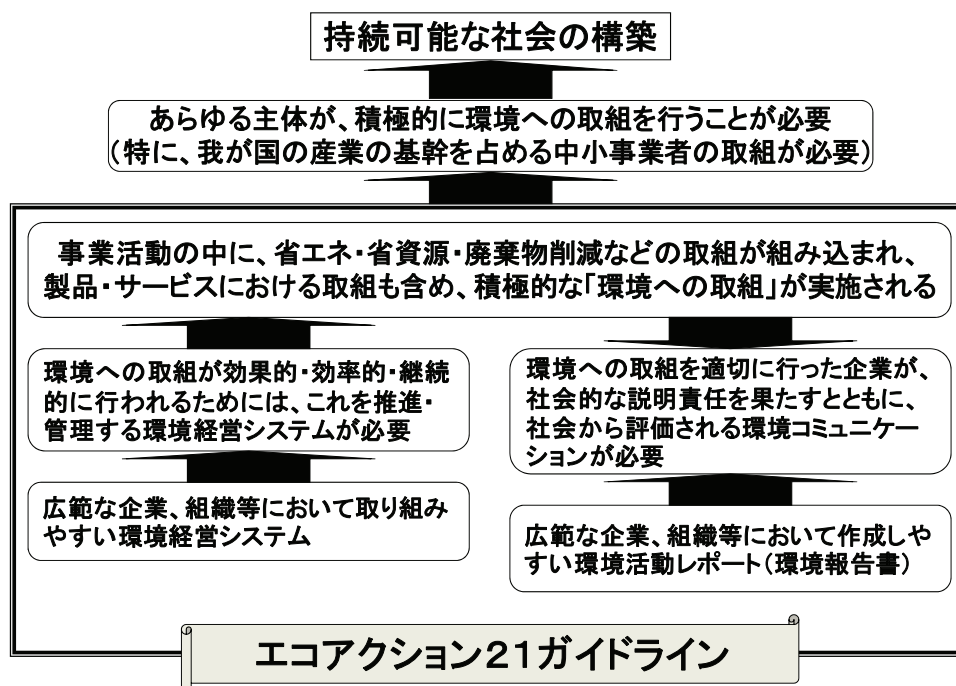 持続可能な社会の構築
あらゆる主体が、積極的に環境への取組を行うことが必要
（特に、我が国の産業の基幹を占める中小事業者の取組が必要）
事業活動の中に、省エネ・省資源・廃棄物削減などの取組が組み込まれ、
製品・サービスにおける取組も含め、積極的な「環境への取組」が実施される
環境への取組が効果的・効率的・継続
的に行われるためには、これを推進・
管理する環境経営システムが必要
広範な企業、組織等において取り組み
やすい環境経営システム
環境への取組を適切に行った企業が、
社会的な説明責任を果たすとともに、
社会から評価される環境コミュニケー
ションが必要
広範な企業、組織等において作成しや
すい環境活動レポート（環境報告書）
エコアクション２１ガイドライン